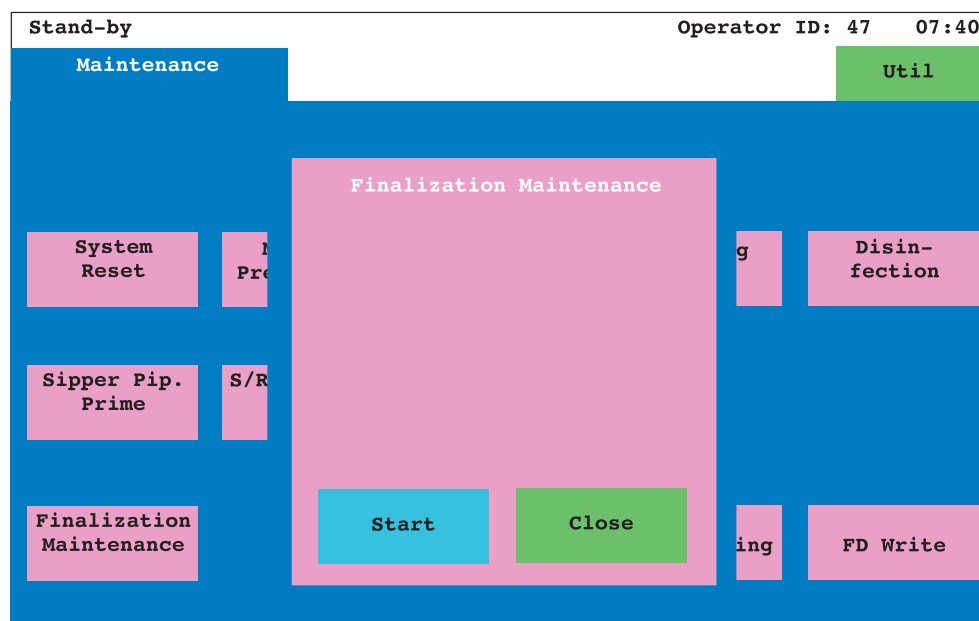 Stand-by
Operator ID: 47 07:40
Maintenance
Util
Finalization Maintenance
System
Reset
Pre
g
Disin-
fection
Sipper Pip.
Prime
S/R
Start
Close
Finalization
Maintenance
ing
FD Write